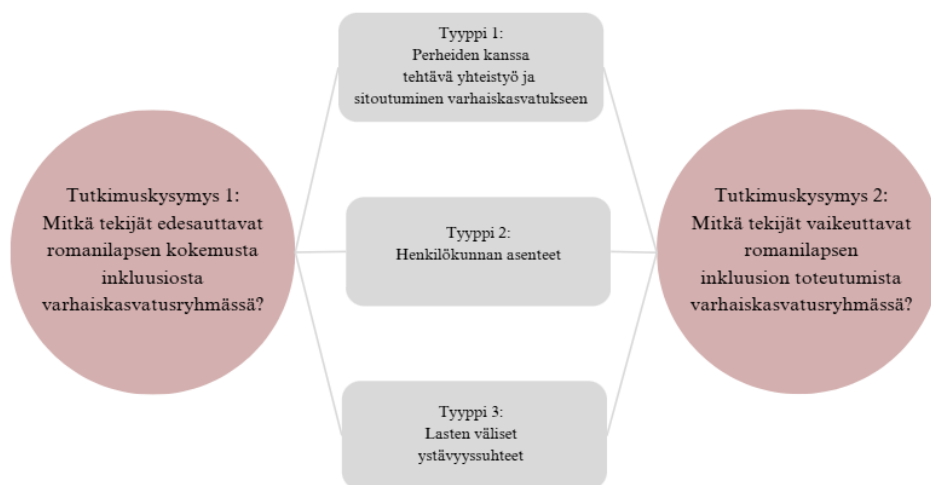 Tyyppi 1:
Perheiden kanssa
tehtävä yhteistyö ja
sitoutuminen varhaiskasvatukseen
Tutkimuskysymys 1:
Mitkä tekijät edesauttavat
romanilapsen kokemusta
inkluusiosta
varhaiskasvatusryhmässä?
Tyyppi 2:
Henkilökunnan asenteet
Tutkimuskysymys 2:
Mitkä tekijät vaikeuttavat
romanilapsen
inkluusion toteutumista
varhaiskasvatusryhmässä?
Tyyppi 3:
Lasten väliset
ystävyyssuhteet